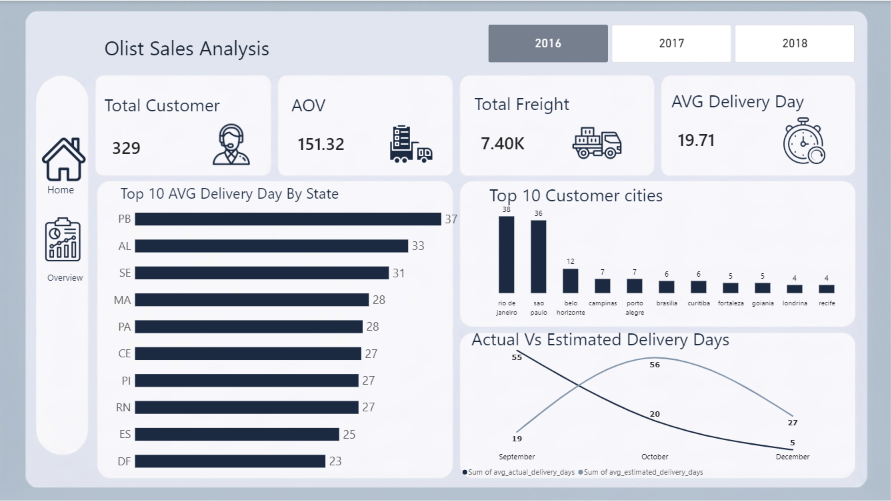 Olist Sales Analysis
2016
2017
2018
Home
Overview
Total Customer
329
AOV
151.32
Total Freight
7.40K
AVG Delivery Day
19.71
Top 10 AVG Delivery Day By State
PB 37
AL 33
SE 31
MA 28
PA 28
CE 27
PI 27
RN 27
ES 25
DF 23
Top 10 Customer cities
38 36 12 7 7 6 6 5 5 4 4
rio de janeiro
sao paulo
belo horizonte
campinas
porto alegre
brasilia
curitiba
fortaleza
goiania
londrina
recife
Actual Vs Estimated Delivery Days
55
56
20
19
27
5
September October December
Sum of avg_actual_delivery_days Sum of avg_estimated_delivery_days